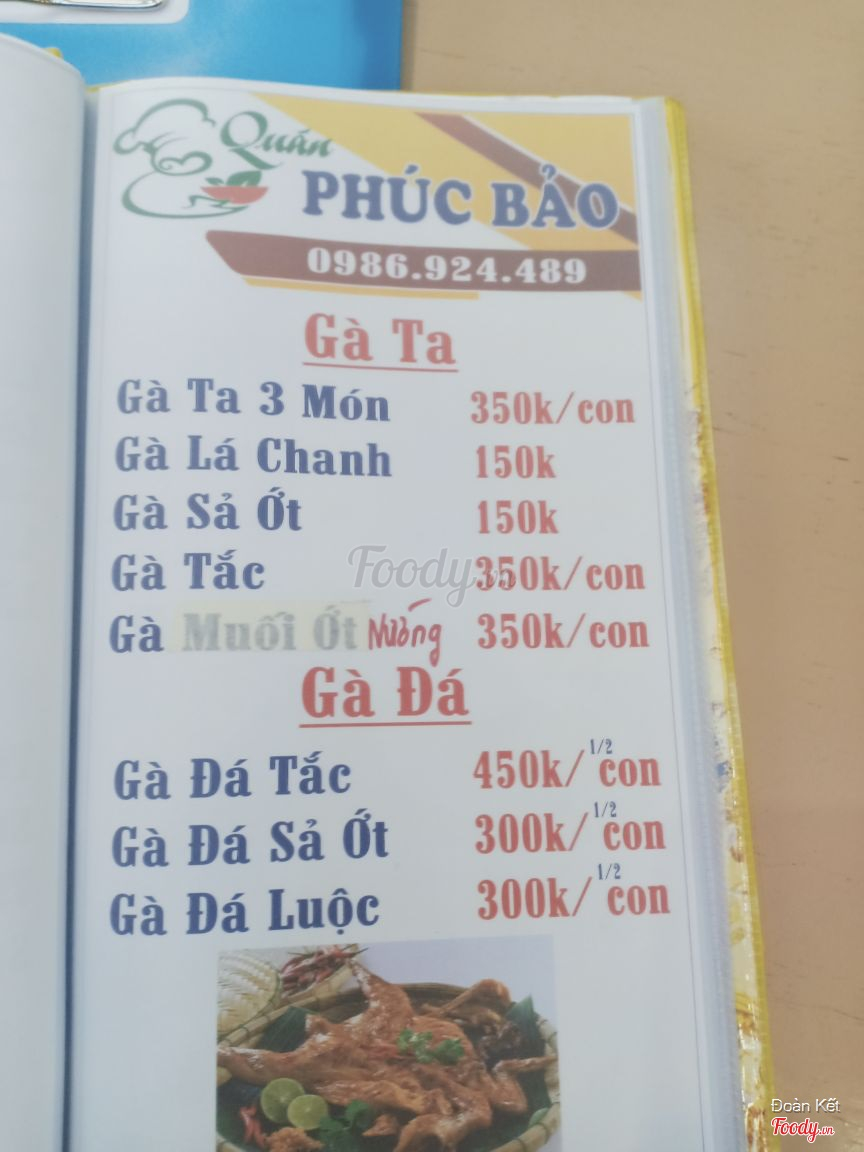 Quán
PHÚC BẢO
0986.924.489
Gà Ta
Gà Ta 3 Món 350k/con
Gà Lá Chanh 150k
Gà Sả Ớt 150k
Gà Tắc 350k/con
Foody.vn
Gà Muối Ớt Nướng 350k/con
Gà Đá
Gà Đá Tắc 450k/ 1/2 con
Gà Đá Sả Ớt 300k/ 1/2 con
Gà Đá Luộc 300k/ 1/2 con
Đoàn Kết
Foody.vn